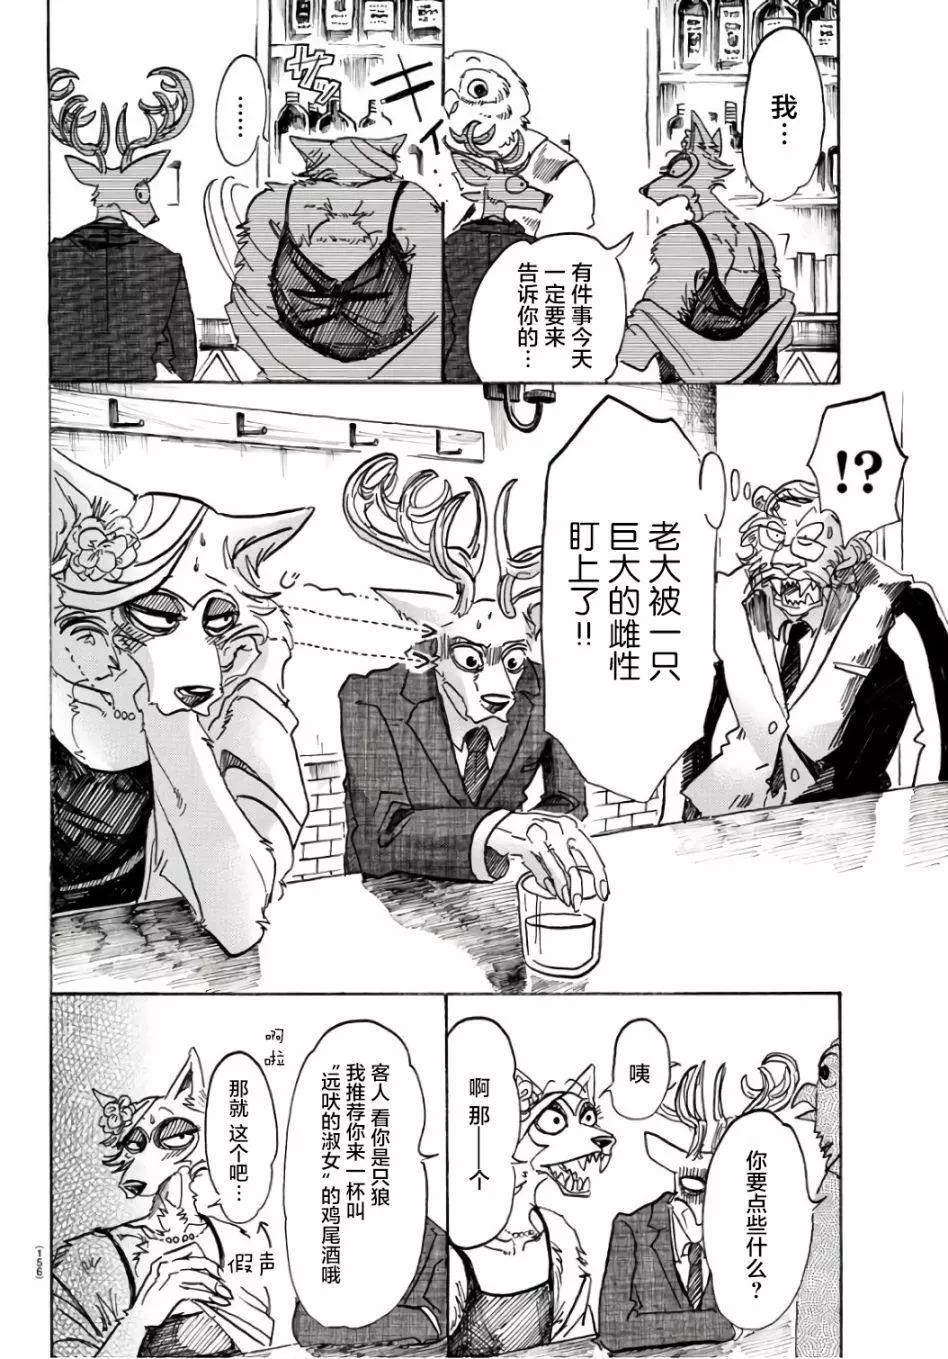 我…
有件事今天
一定要来
告诉你的…
……
!?
老大被一只
巨大的雌性
盯上了!!
你要点些什么?
咦
啊那——个
客人 看你是只狼
我推荐你来一杯叫
“远吠的淑女”的鸡尾酒哦
啊啦
那就 这个吧…
假声
(156)